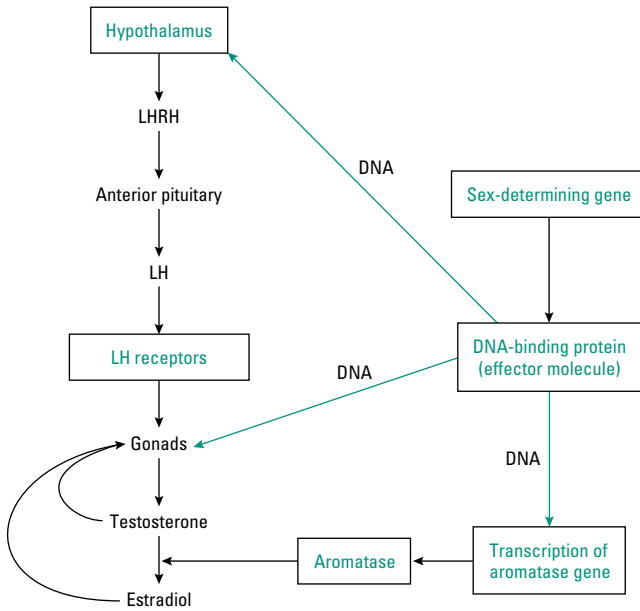 Hypothalamus
LHRH
DNA
Anterior pituitary
Sex-determining gene
LH
LH receptors
DNA
DNA-binding protein
(effector molecule)
Gonads
DNA
Testosterone
Aromatase
Transcription of
aromatase gene
Estradiol